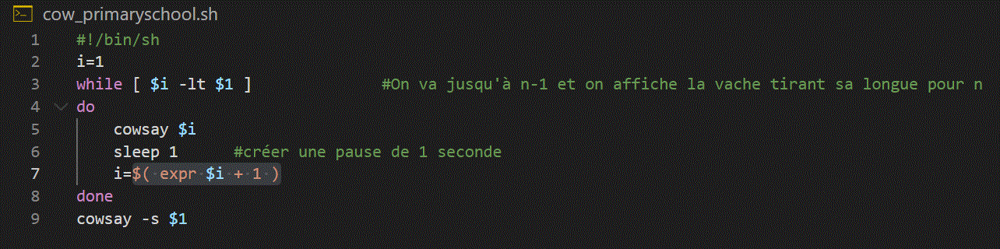 cow_primaryschool.sh
1 #!/bin/sh
2 i=1
3 while [ $i -lt $1 ] #On va jusqu'à n-1 et on affiche la vache tirant sa longue pour n
4 do
5 cowsay $i
6 sleep 1 #créer une pause de 1 seconde
7 i=$( expr $i + 1 )
8 done
9 cowsay -s $1